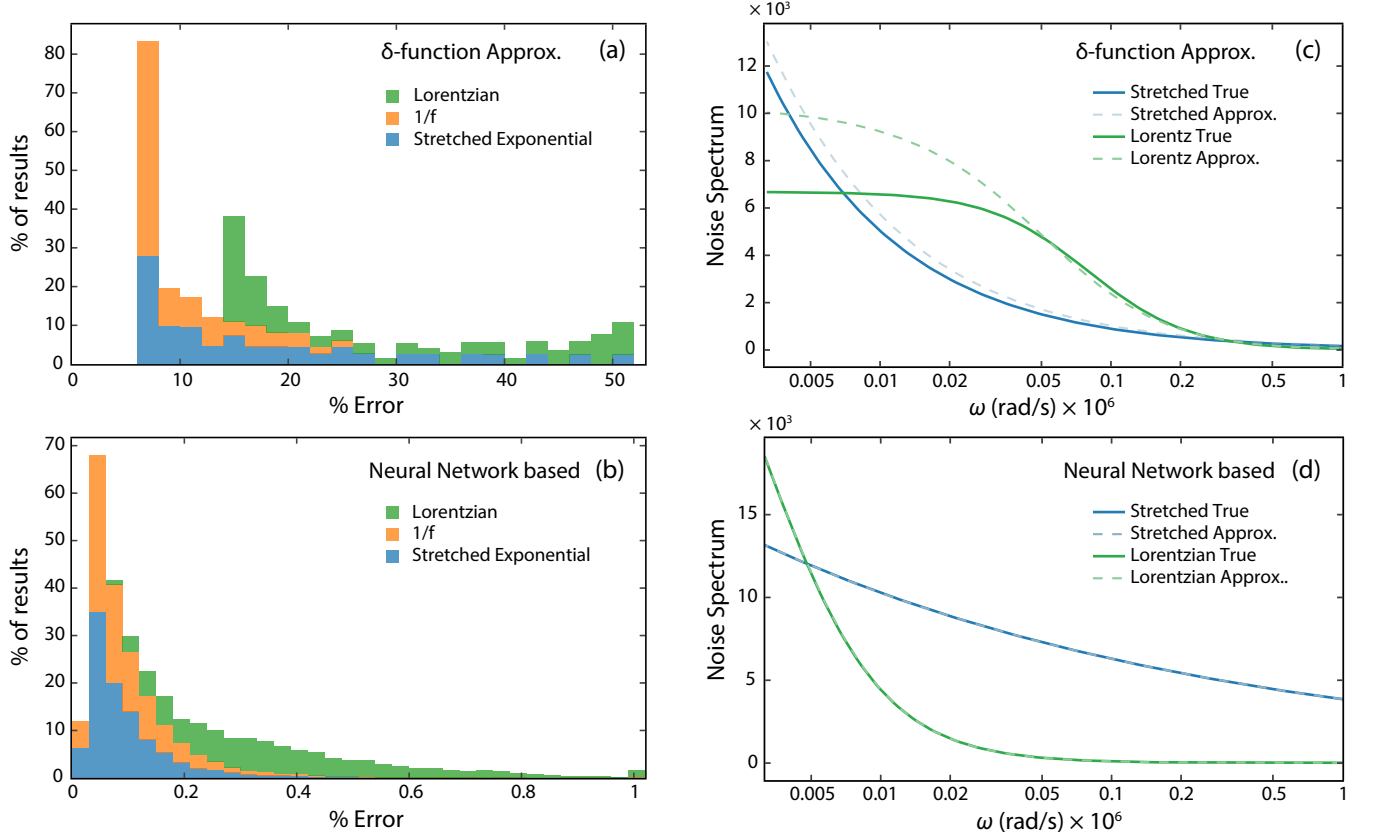 δ-function Approx. (a)
Lorentzian
1/f
Stretched Exponential
% of results
80
70
60
50
40
30
20
10
0
0 10 20 30 40 50
% Error
× 10³
δ-function Approx. (c)
Stretched True
Stretched Approx.
Lorentz True
Lorentz Approx.
Noise Spectrum
12
10
8
6
4
2
0
0.005 0.01 0.02 0.05 0.1 0.2 0.5 1
ω (rad/s) × 10⁶
Neural Network based (b)
Lorentzian
1/f
Stretched Exponential
% of results
70
60
50
40
30
20
10
0
0 0.2 0.4 0.6 0.8 1
% Error
× 10³
Neural Network based (d)
Stretched True
Stretched Approx.
Lorentzian True
Lorentzian Approx..
Noise Spectrum
15
10
5
0
0.005 0.01 0.02 0.05 0.1 0.2 0.5 1
ω (rad/s) × 10⁶